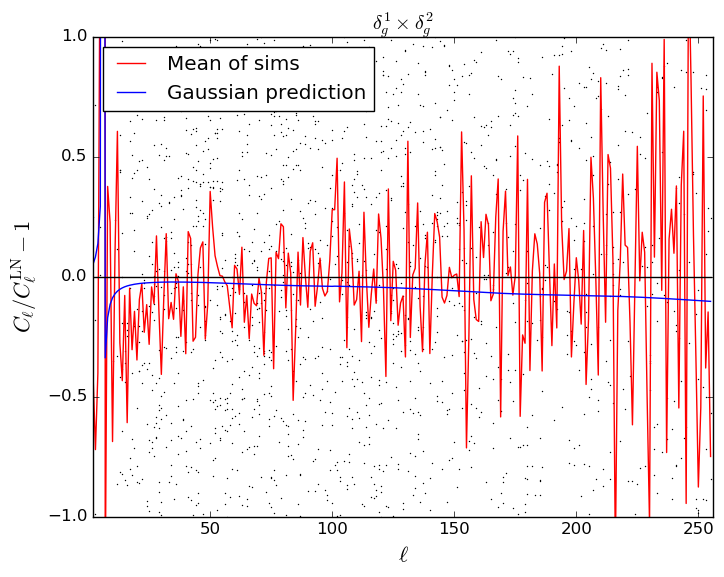 δ_g^1 × δ_g^2
1.0
Mean of sims
Gaussian prediction
0.5
0.0
−0.5
−1.0
C_ℓ/C_ℓ^LN − 1
50 100 150 200 250
ℓ